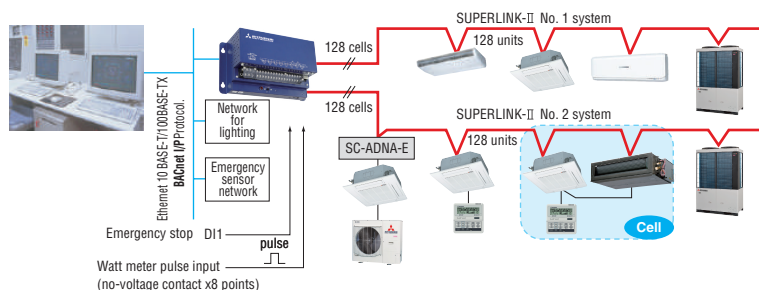 SUPERLINK-II No. 1 system
128 cells
128 units
128 cells
SUPERLINK-II No. 2 system
128 units
Ethernet 10 BASE-T/100BASE-TX
BACnet I/P Protocol.
Network
for
lighting
Emergency
sensor
network
SC-ADNA-E
Cell
Emergency stop DI1
pulse
Watt meter pulse input
(no-voltage contact x8 points)